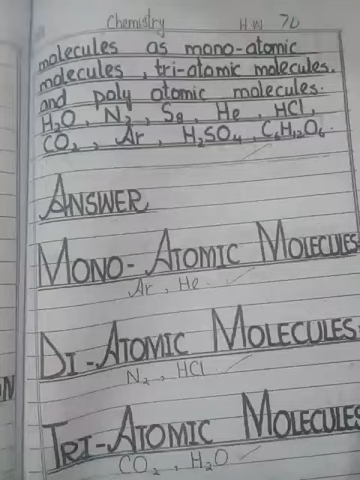 Chemistry H.W 70
molecules as mono-atomic
molecules, tri-atomic molecules.
and poly atomic molecules.
H₂O, N₂, S₈, He, HCl,
CO₂, Ar, H₂SO₄, C₆H₁₂O₆.
ANSWER
MONO-ATOMIC MOLECULES
Ar, He
DI-ATOMIC MOLECULES
N₂, HCl
TRI-ATOMIC MOLECULES
CO₂, H₂O